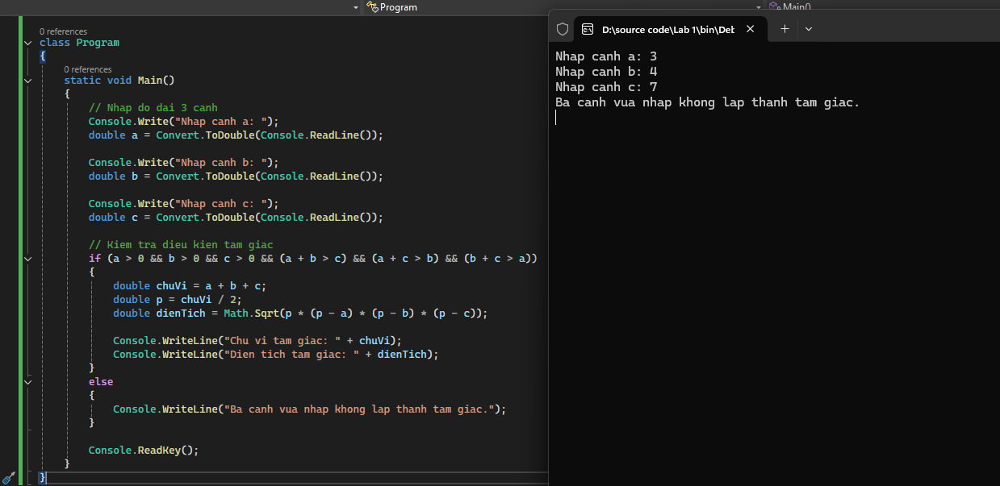 Program
Main()
0 references
class Program
{
0 references
static void Main()
{
// Nhap do dai 3 canh
Console.Write("Nhap canh a: ");
double a = Convert.ToDouble(Console.ReadLine());
Console.Write("Nhap canh b: ");
double b = Convert.ToDouble(Console.ReadLine());
Console.Write("Nhap canh c: ");
double c = Convert.ToDouble(Console.ReadLine());
// Kiem tra dieu kien tam giac
if (a > 0 && b > 0 && c > 0 && (a + b > c) && (a + c > b) && (b + c > a))
{
double chuVi = a + b + c;
double p = chuVi / 2;
double dienTich = Math.Sqrt(p * (p - a) * (p - b) * (p - c));
Console.WriteLine("Chu vi tam giac: " + chuVi);
Console.WriteLine("Dien tich tam giac: " + dienTich);
}
else
{
Console.WriteLine("Ba canh vua nhap khong lap thanh tam giac.");
}
Console.ReadKey();
}
}
D:\source code\Lab 1\bin\Det
Nhap canh a: 3
Nhap canh b: 4
Nhap canh c: 7
Ba canh vua nhap khong lap thanh tam giac.